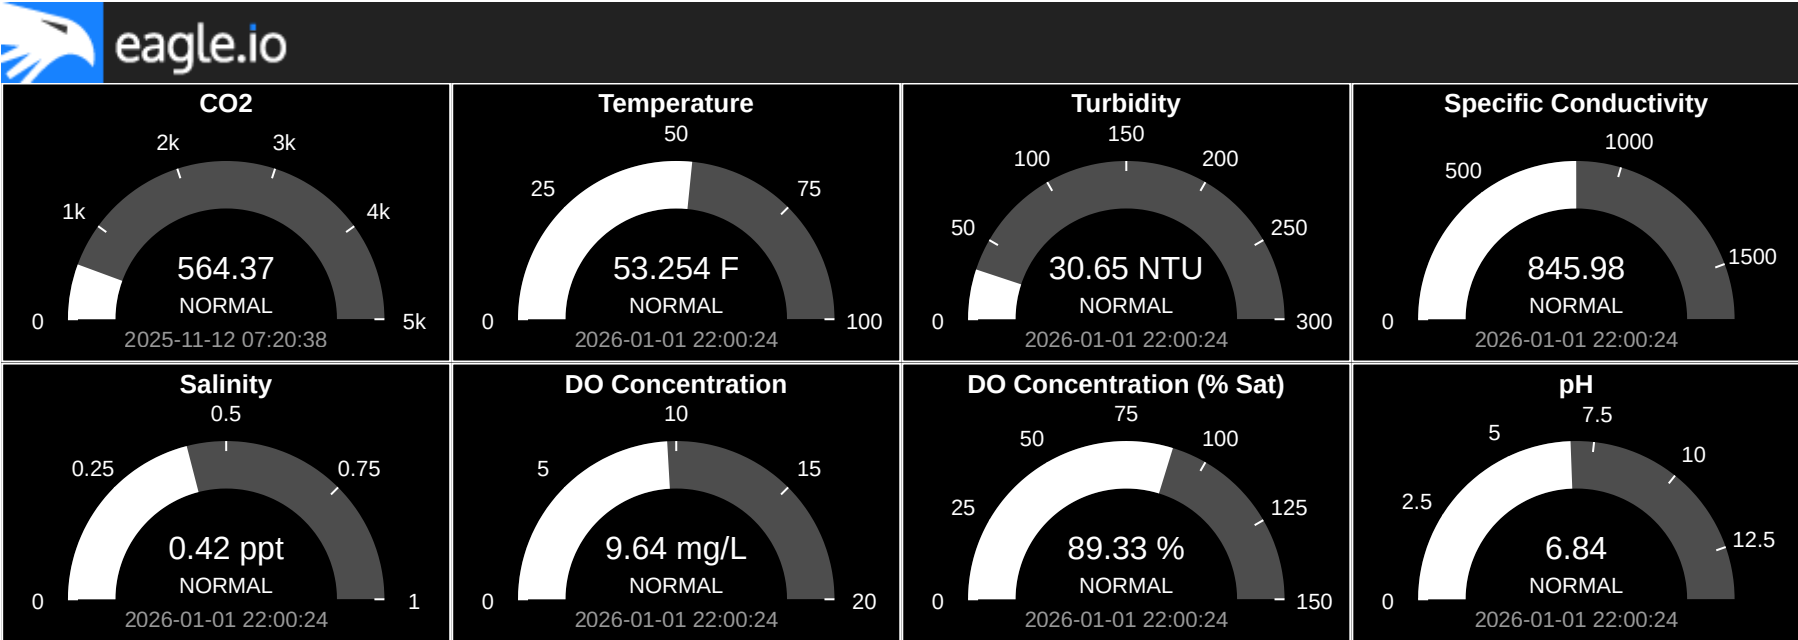 eagle.io
CO2
0
1k
2k
3k
4k
5k
564.37
NORMAL
2025-11-12 07:20:38
Temperature
0
25
50
75
100
53.254 F
NORMAL
2026-01-01 22:00:24
Turbidity
0
50
100
150
200
250
300
30.65 NTU
NORMAL
2026-01-01 22:00:24
Specific Conductivity
0
500
1000
1500
845.98
NORMAL
2026-01-01 22:00:24
Salinity
0
0.25
0.5
0.75
1
0.42 ppt
NORMAL
2026-01-01 22:00:24
DO Concentration
0
5
10
15
20
9.64 mg/L
NORMAL
2026-01-01 22:00:24
DO Concentration (% Sat)
0
25
50
75
100
125
150
89.33 %
NORMAL
2026-01-01 22:00:24
pH
0
2.5
5
7.5
10
12.5
6.84
NORMAL
2026-01-01 22:00:24